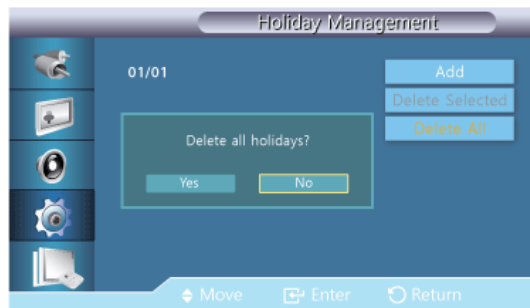 Holiday Management
01/01
Add
Delete Selected
Delete All
Delete all holidays?
Yes No
Move Enter Return